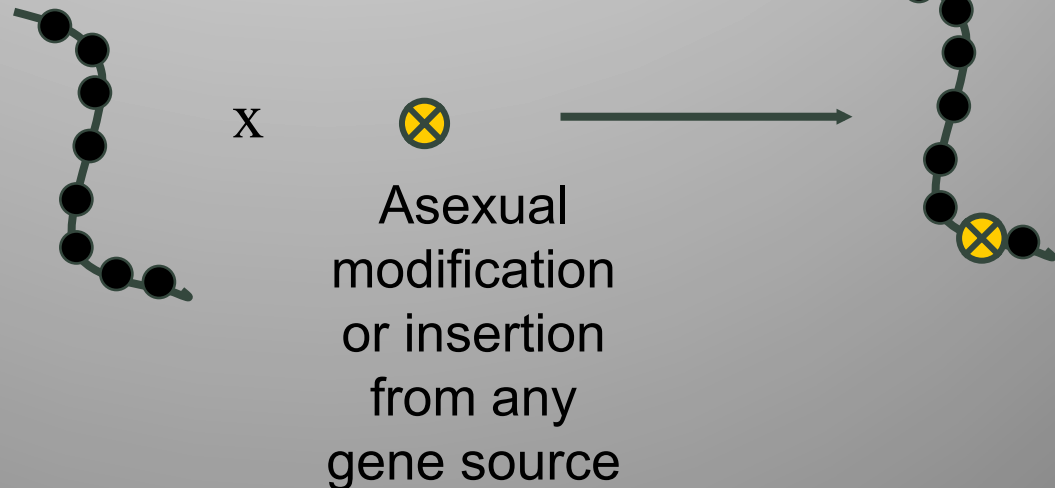 x
Asexual
modification
or insertion
from any
gene source